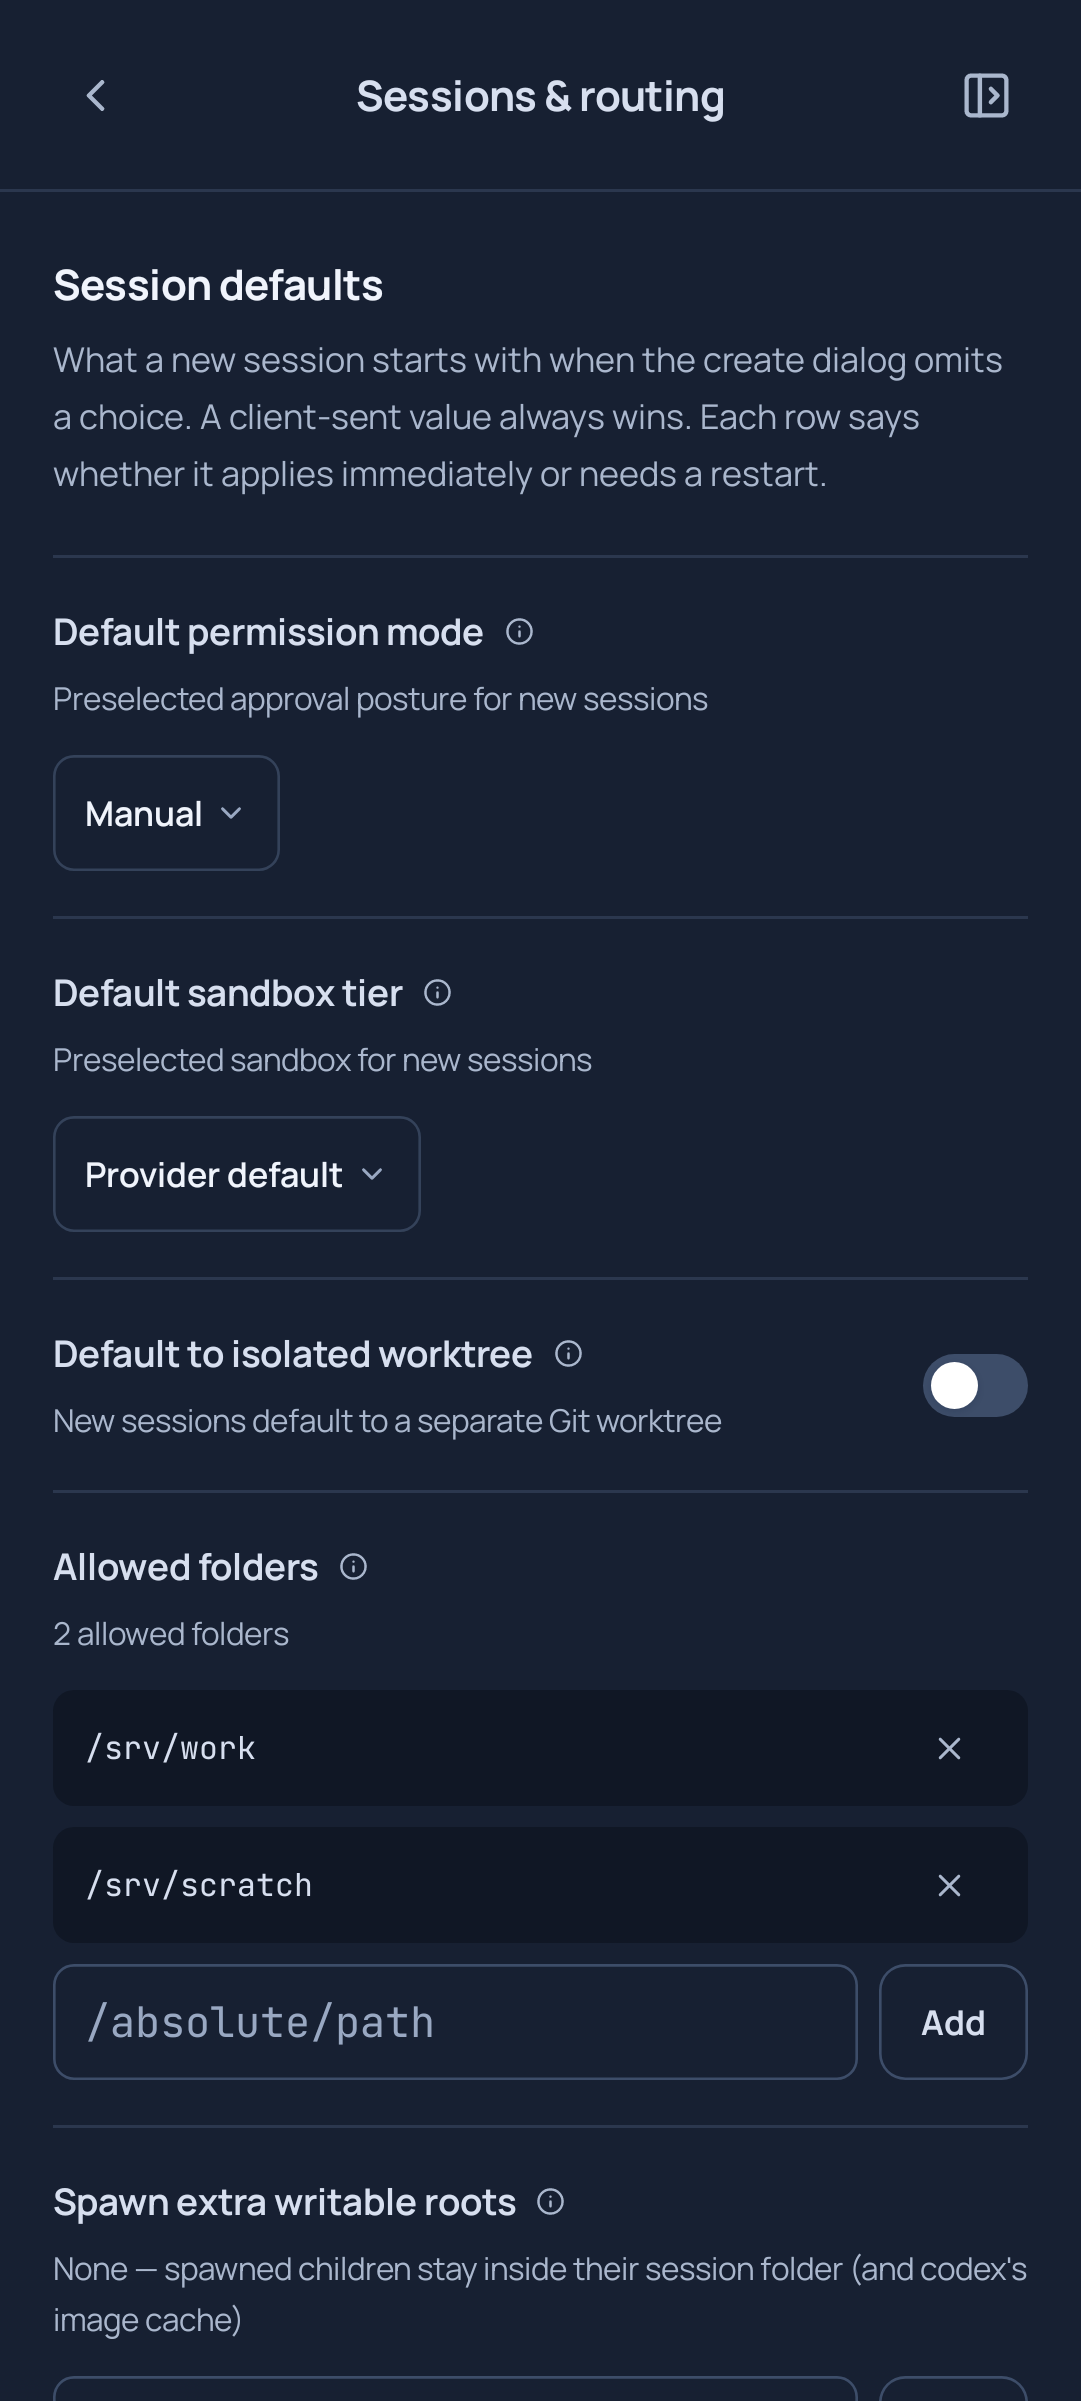 Sessions & routing
Session defaults
What a new session starts with when the create dialog omits
a choice. A client-sent value always wins. Each row says
whether it applies immediately or needs a restart.
Default permission mode
Preselected approval posture for new sessions
Manual
Default sandbox tier
Preselected sandbox for new sessions
Provider default
Default to isolated worktree
New sessions default to a separate Git worktree
Allowed folders
2 allowed folders
/srv/work
/srv/scratch
/absolute/path
Add
Spawn extra writable roots
None — spawned children stay inside their session folder (and codex's
image cache)